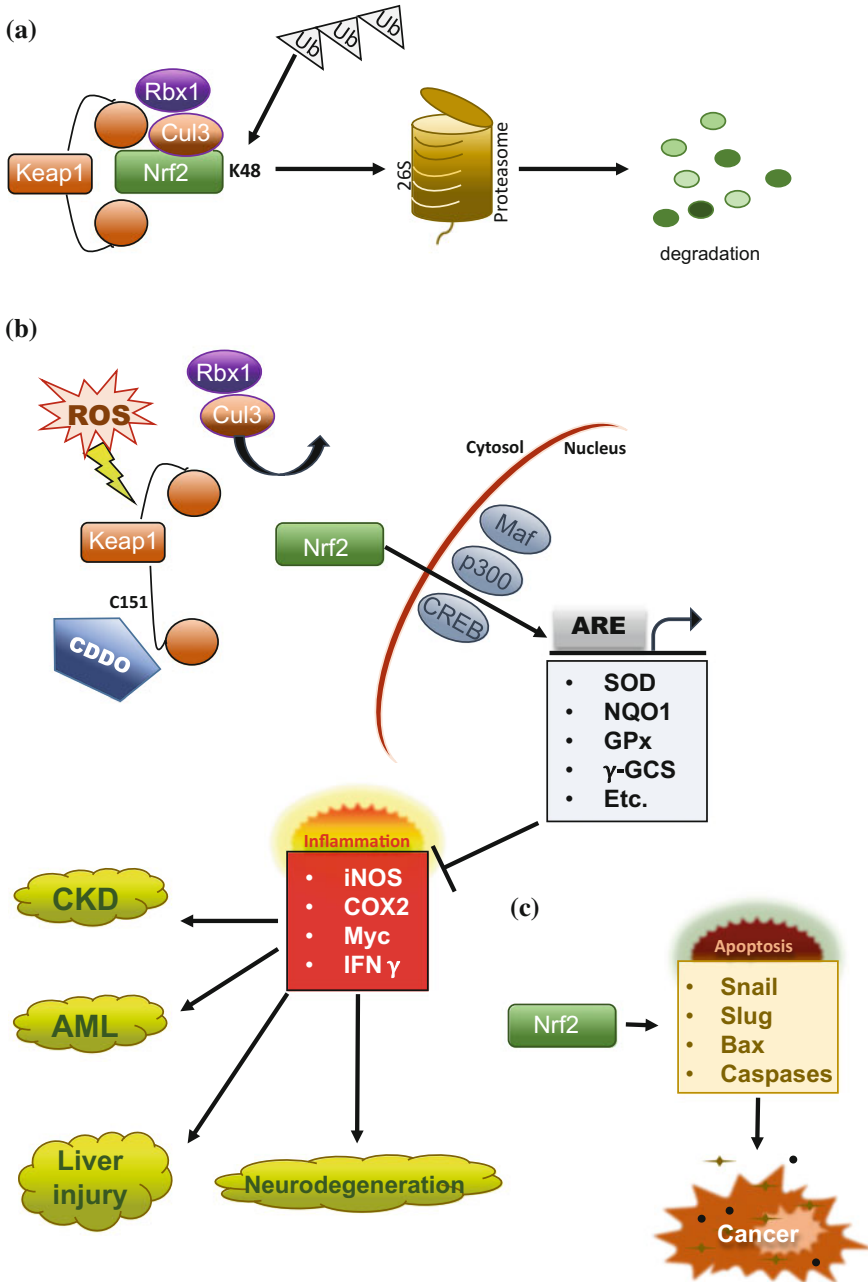 (a)
Ub Ub Ub
Rbx1
Cul3
Keap1
Nrf2
K48
26S
Proteasome
degradation
(b)
ROS
Rbx1
Cul3
Keap1
C151
CDDO
Cytosol
Nucleus
Nrf2
Maf
p300
CREB
ARE
• SOD
• NQO1
• GPx
• γ-GCS
• Etc.
Inflammation
• iNOS
• COX2
• Myc
• IFN γ
CKD
AML
Liver
injury
Neurodegeneration
(c)
Nrf2
Apoptosis
• Snail
• Slug
• Bax
• Caspases
Cancer